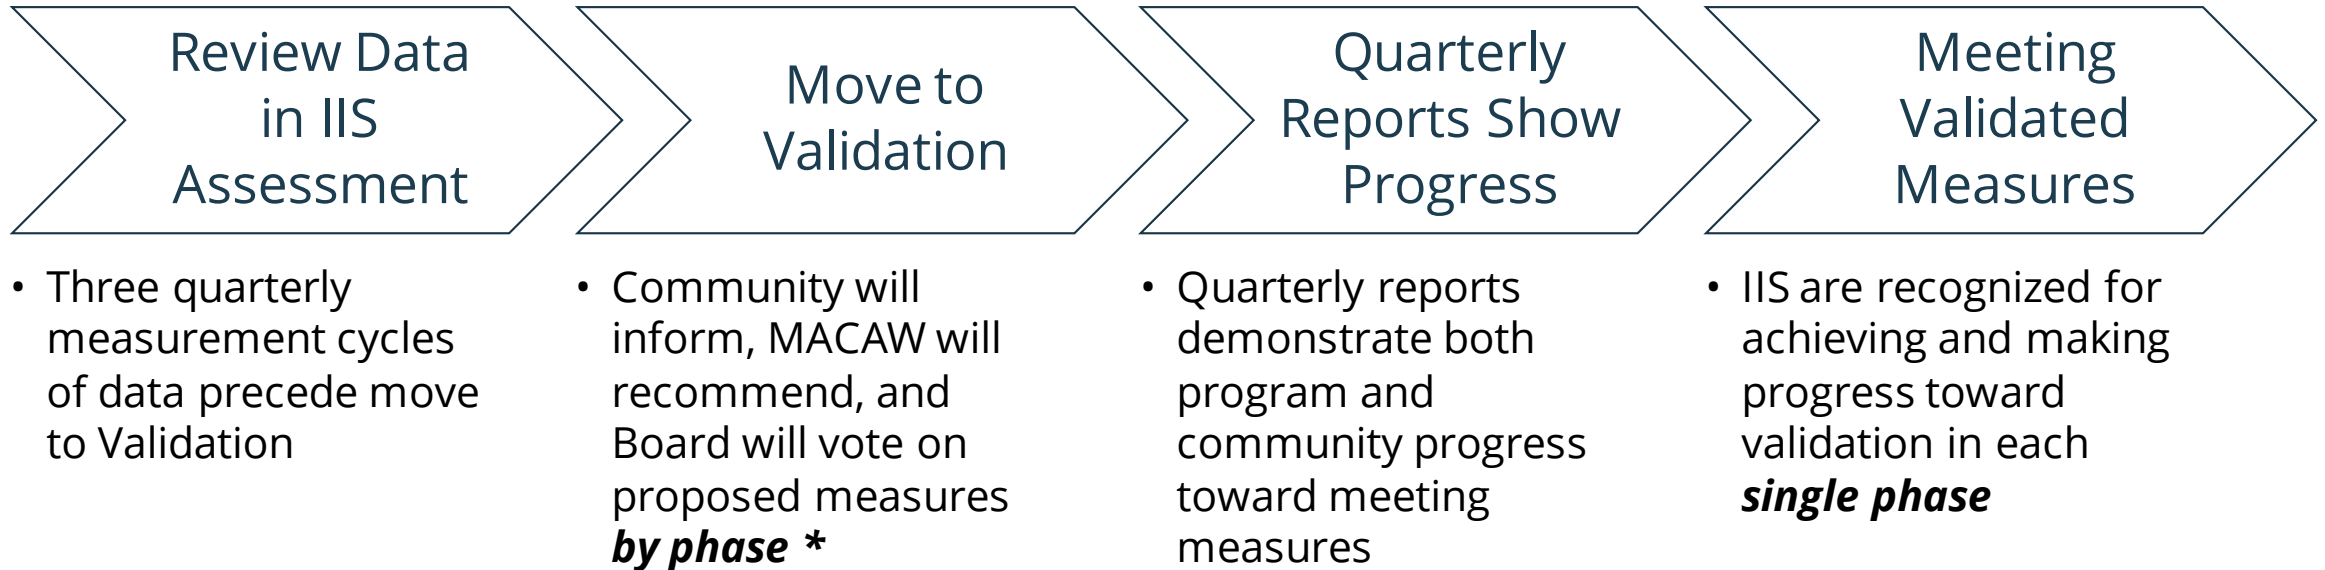 Review Data
in IIS
Assessment
Move to
Validation
Quarterly
Reports Show
Progress
Meeting
Validated
Measures
• Three quarterly
measurement cycles
of data precede move
to Validation
• Community will
inform, MACAW will
recommend, and
Board will vote on
proposed measures
by phase *
• Quarterly reports
demonstrate both
program and
community progress
toward meeting
measures
• IIS are recognized for
achieving and making
progress toward
validation in each
single phase